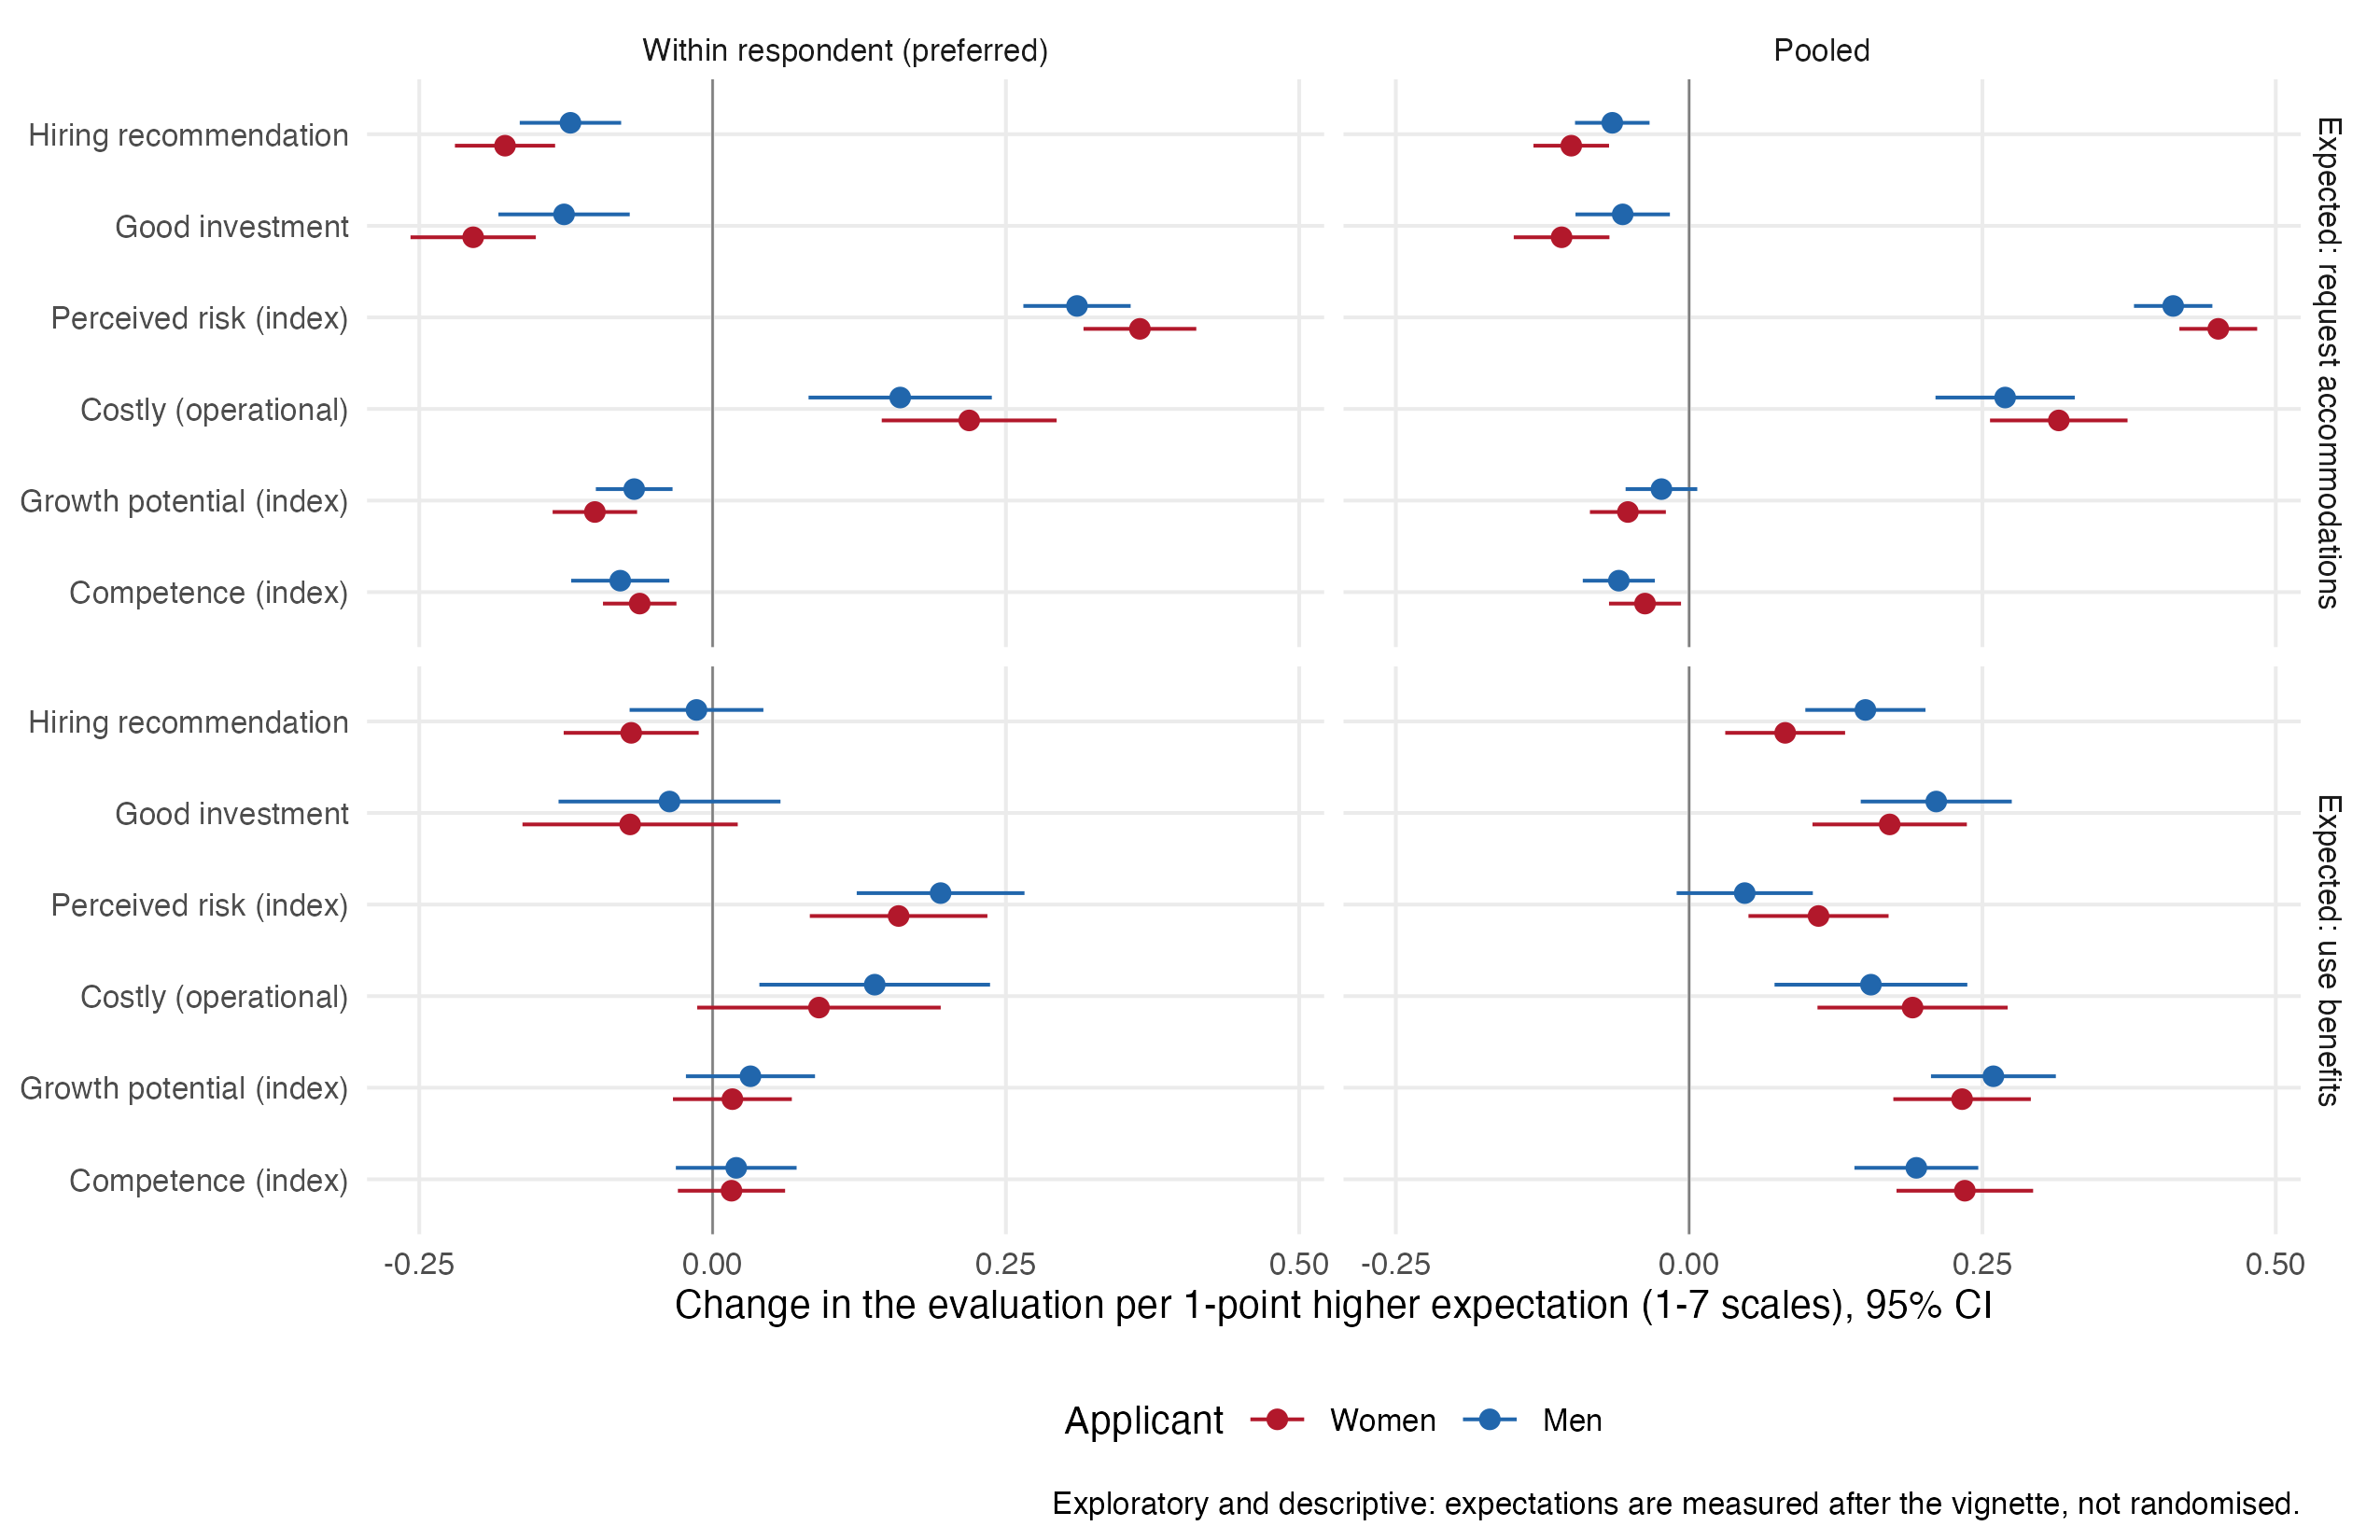 Within respondent (preferred)
Pooled
Hiring recommendation
Good investment
Perceived risk (index)
Costly (operational)
Growth potential (index)
Competence (index)
Expected: request accommodations
Hiring recommendation
Good investment
Perceived risk (index)
Costly (operational)
Growth potential (index)
Competence (index)
Expected: use benefits
-0.25 0.00 0.25 0.50 -0.25 0.00 0.25 0.50
Change in the evaluation per 1-point higher expectation (1-7 scales), 95% CI
Applicant Women Men
Exploratory and descriptive: expectations are measured after the vignette, not randomised.